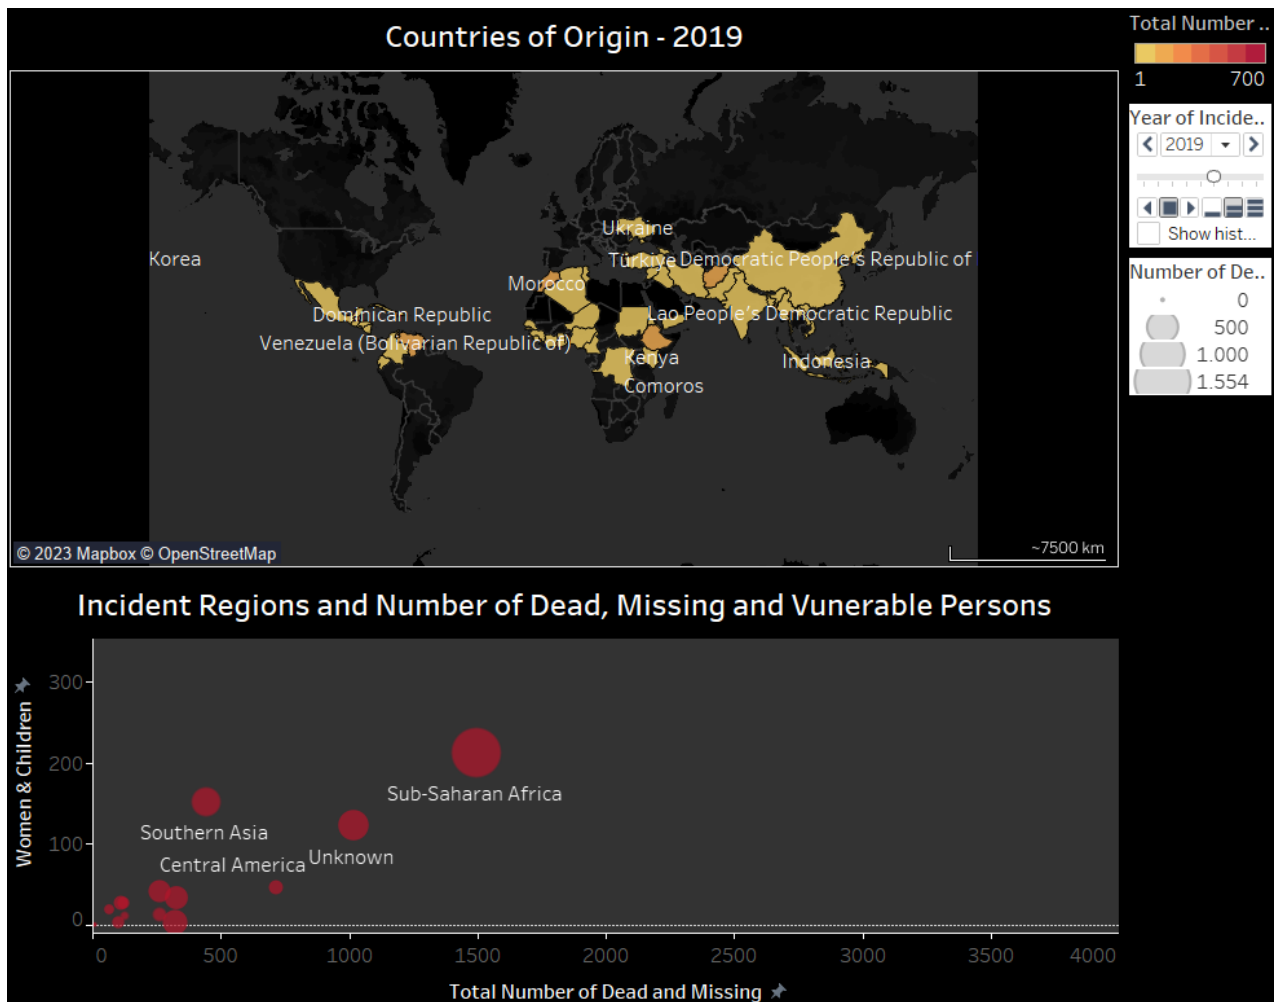 Countries of Origin - 2019
Total Number ..
1 700
Year of Incide..
2019
Show hist...
Number of De..
0
500
1.000
1.554
Ukraine
Korea
Türkiye Democratic People's Republic of
Morocco
Dominican Republic
Lao People's Democratic Republic
Venezuela (Bolivarian Republic of)
Kenya
Indonesia
Comoros
© 2023 Mapbox © OpenStreetMap
~7500 km
Incident Regions and Number of Dead, Missing and Vunerable Persons
Women & Children
300
200
100
0
Sub-Saharan Africa
Southern Asia
Unknown
Central America
0 500 1000 1500 2000 2500 3000 3500 4000
Total Number of Dead and Missing